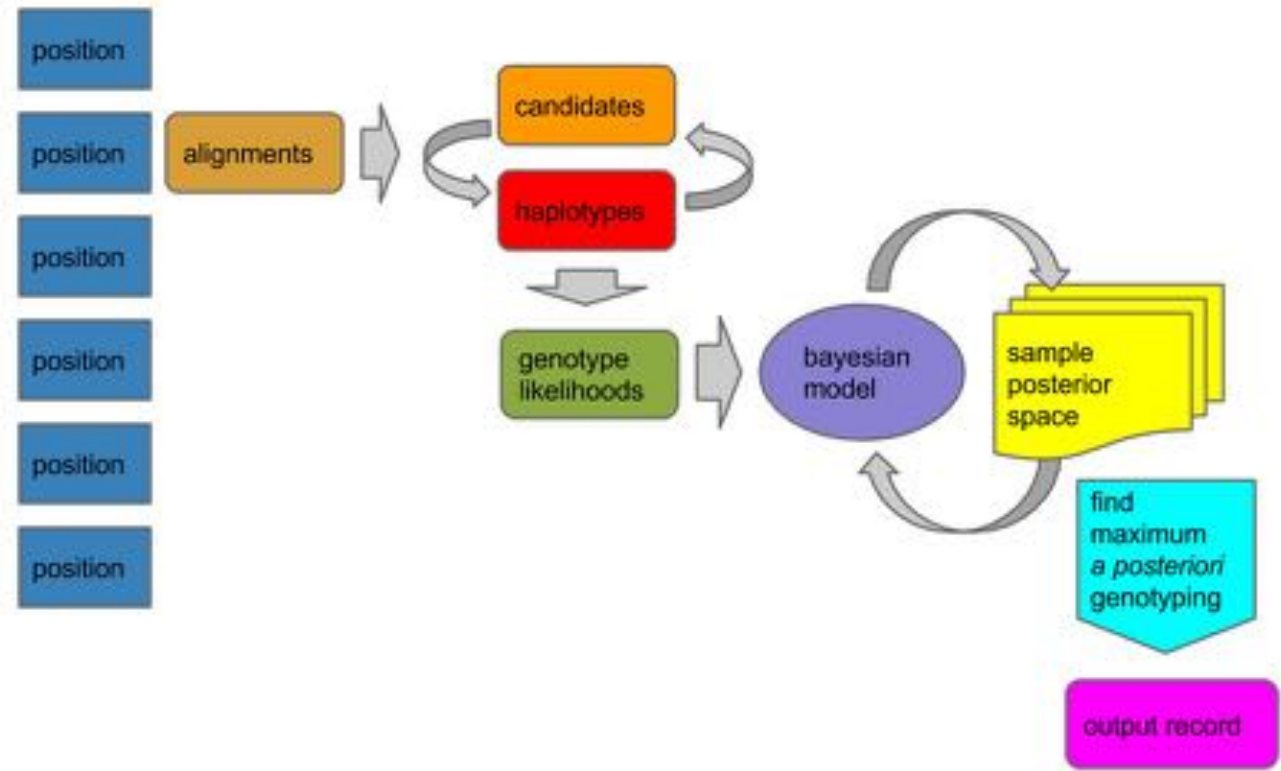 position
position
alignments
position
position
position
position
candidates
haplotypes
genotype
likelihoods
bayesian
model
sample
posterior
space
find
maximum
a posteriori
genotyping
output record